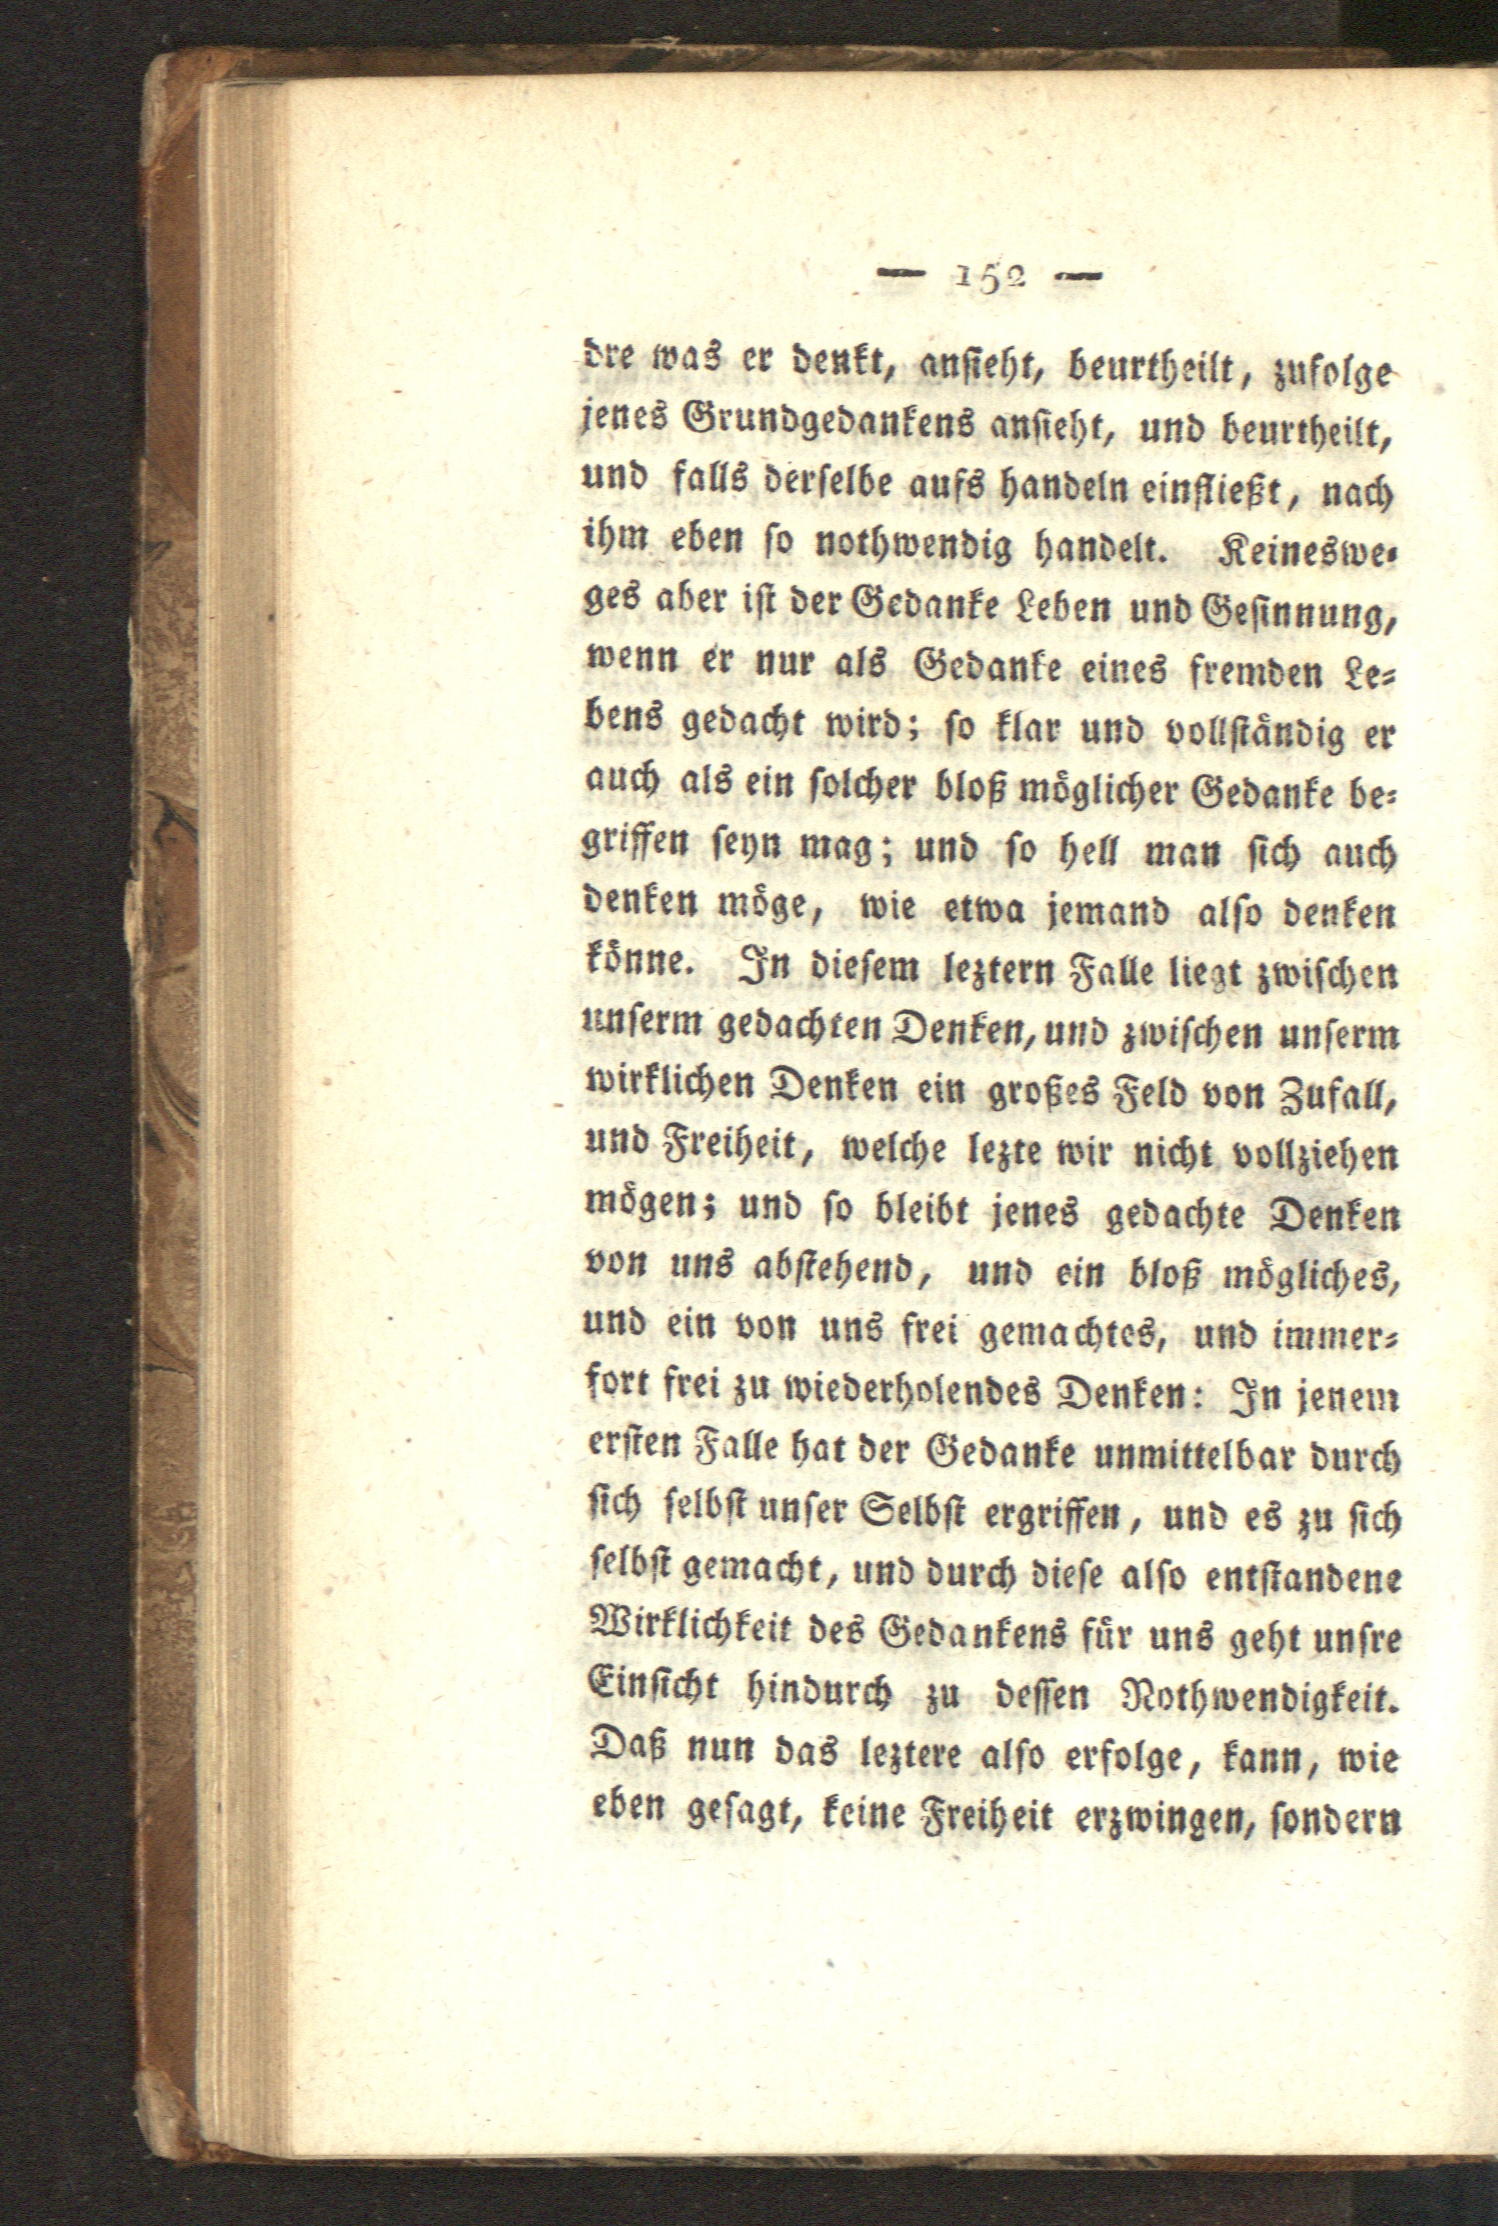 — 152 —
dre was er denkt, anſieht, beurtheilt, zufolge
jenes Grundgedankens anſieht, und beurtheilt,
und falls derſelbe aufs handeln einfließt, nach
ihm eben ſo nothwendig handelt. Keineswe-
ges aber iſt der Gedanke Leben und Geſinnung,
wenn er nur als Gedanke eines fremden Le-
bens gedacht wird; ſo klar und vollſtändig er
auch als ein ſolcher bloß möglicher Gedanke be-
griffen ſeyn mag; und ſo hell man ſich auch
denken möge, wie etwa jemand alſo denken
könne. In dieſem leztern Falle liegt zwiſchen
unſerm gedachten Denken, und zwiſchen unſerm
wirklichen Denken ein großes Feld von Zufall,
und Freiheit, welche lezte wir nicht vollziehen
mögen; und ſo bleibt jenes gedachte Denken
von uns abſtehend, und ein bloß mögliches,
und ein von uns frei gemachtes, und immer-
fort frei zu wiederholendes Denken: In jenem
erſten Falle hat der Gedanke unmittelbar durch
ſich ſelbſt unſer Selbſt ergriffen, und es zu ſich
ſelbſt gemacht, und durch dieſe alſo entſtandene
Wirklichkeit des Gedankens für uns geht unſre
Einſicht hindurch zu deſſen Nothwendigkeit.
Daß nun das leztere alſo erfolge, kann, wie
eben geſagt, keine Freiheit erzwingen, ſondern